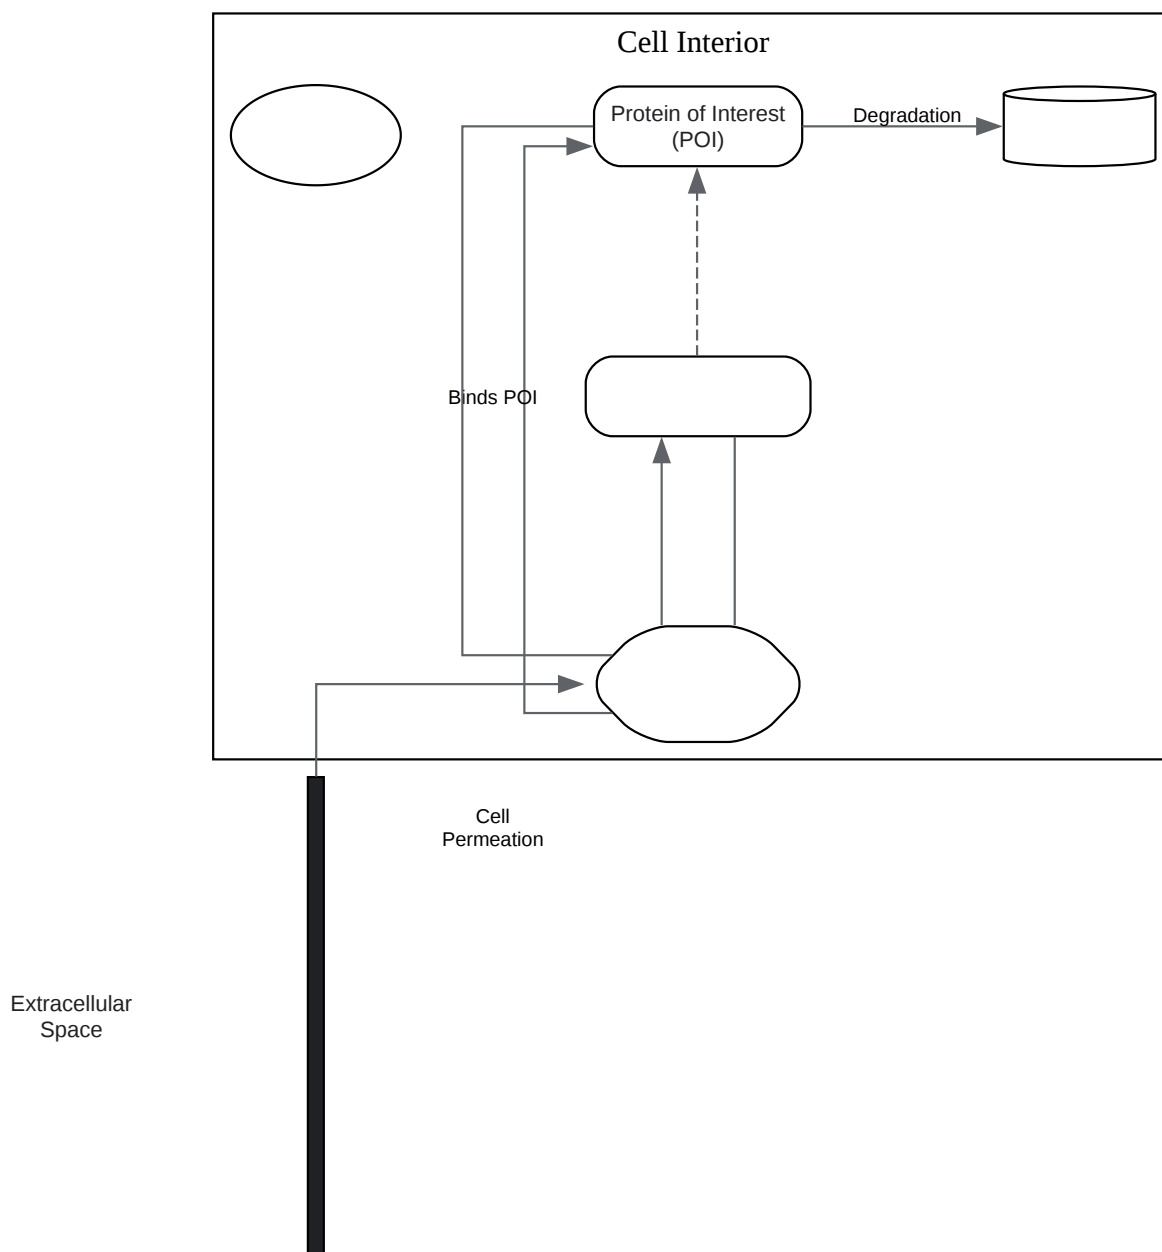 Cell Interior
Protein of Interest
(POI)
Degradation
Binds POI
Cell
Permeation
Extracellular
Space